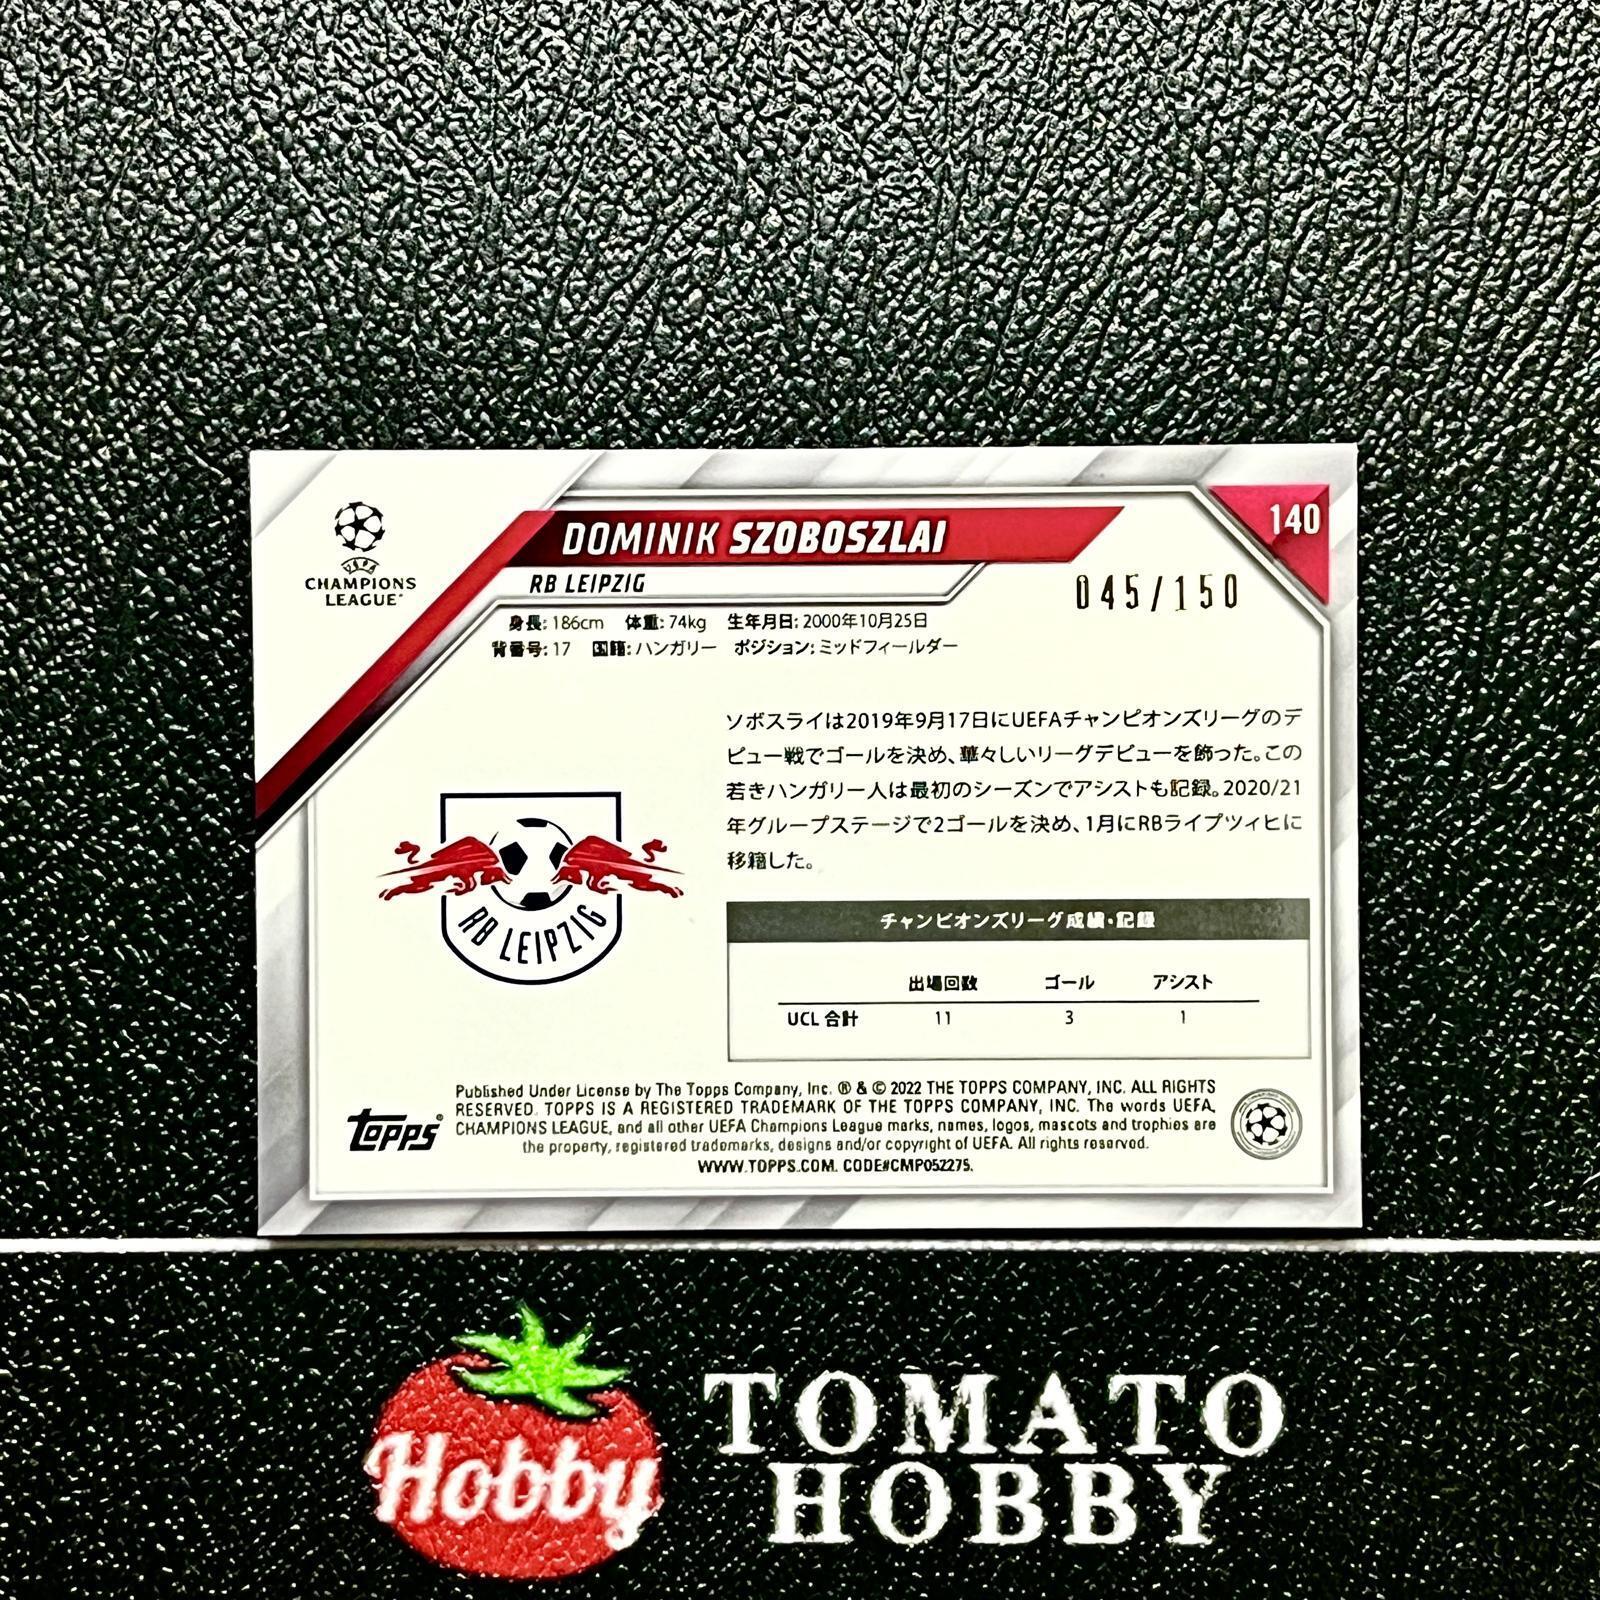 UEFA
CHAMPIONS
LEAGUE
DOMINIK SZOBOSZLAI
140
RB LEIPZIG
045/150
身長: 186cm 体重: 74kg 生年月日: 2000年10月25日
背番号: 17 国籍: ハンガリー ポジション: ミッドフィールダー
ソボスライは2019年9月17日にUEFAチャンピオンズリーグのデ
ビュー戦でゴールを決め、華々しいリーグデビューを飾った。この
若きハンガリー人は最初のシーズンでアシストも記録。2020/21
年グループステージで2ゴールを決め、1月にRBライプツィヒに
移籍した。
RB LEIPZIG
チャンピオンズリーグ成績・記録
出場回数 ゴール アシスト
UCL 合計 11 3 1
topps®
Published Under License by The Topps Company, Inc. ® & © 2022 THE TOPPS COMPANY, INC. ALL RIGHTS
RESERVED. TOPPS IS A REGISTERED TRADEMARK OF THE TOPPS COMPANY, INC. The words UEFA,
CHAMPIONS LEAGUE, and all other UEFA Champions League marks, names, logos, mascots and trophies are
the property, registered trademarks, designs and/or copyright of UEFA. All rights reserved.
WWW.TOPPS.COM. CODE#CMP052275.
Hobby
TOMATO
HOBBY